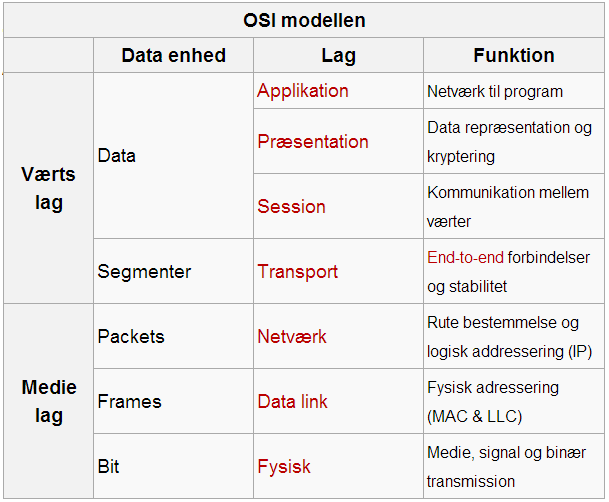 OSI modellen
Data enhed Lag Funktion
Værts
lag
Data
Applikation
Netværk til program
Præsentation
Data repræsentation og
kryptering
Session
Kommunikation mellem
værter
Segmenter
Transport
End-to-end forbindelser
og stabilitet
Medie
lag
Packets
Netværk
Rute bestemmelse og
logisk addressering (IP)
Frames
Data link
Fysisk adressering
(MAC & LLC)
Bit
Fysisk
Medie, signal og binær
transmission